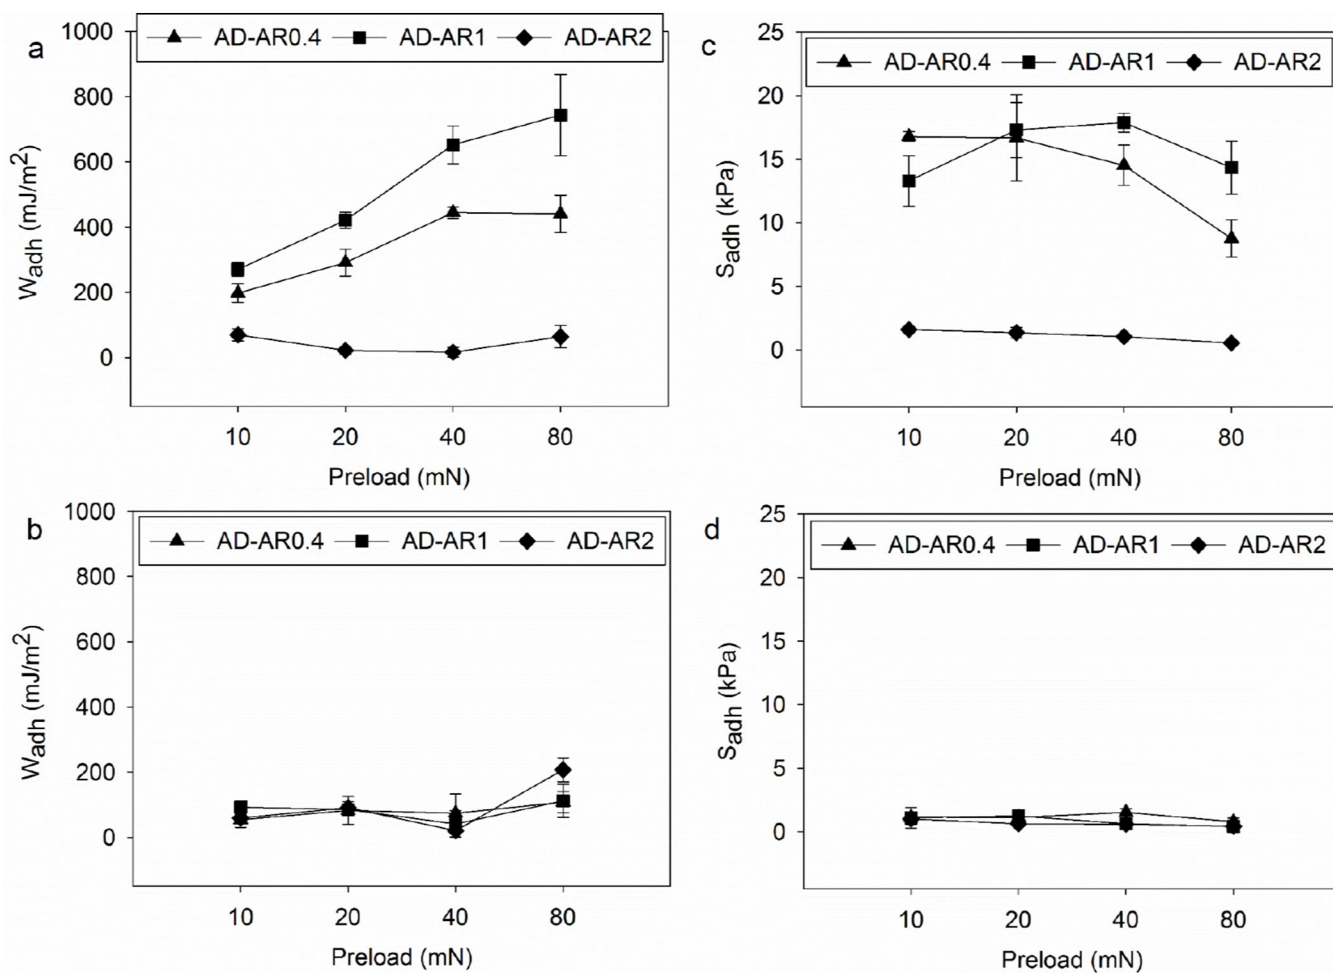 a
AD-AR0.4 AD-AR1 AD-AR2
1000
800
600
400
200
0
Wadh (mJ/m²)
10 20 40 80
Preload (mN)
c
AD-AR0.4 AD-AR1 AD-AR2
25
20
15
10
5
0
Sadh (kPa)
10 20 40 80
Preload (mN)
b
AD-AR0.4 AD-AR1 AD-AR2
1000
800
600
400
200
0
Wadh (mJ/m²)
10 20 40 80
Preload (mN)
d
AD-AR0.4 AD-AR1 AD-AR2
25
20
15
10
5
0
Sadh (kPa)
10 20 40 80
Preload (mN)